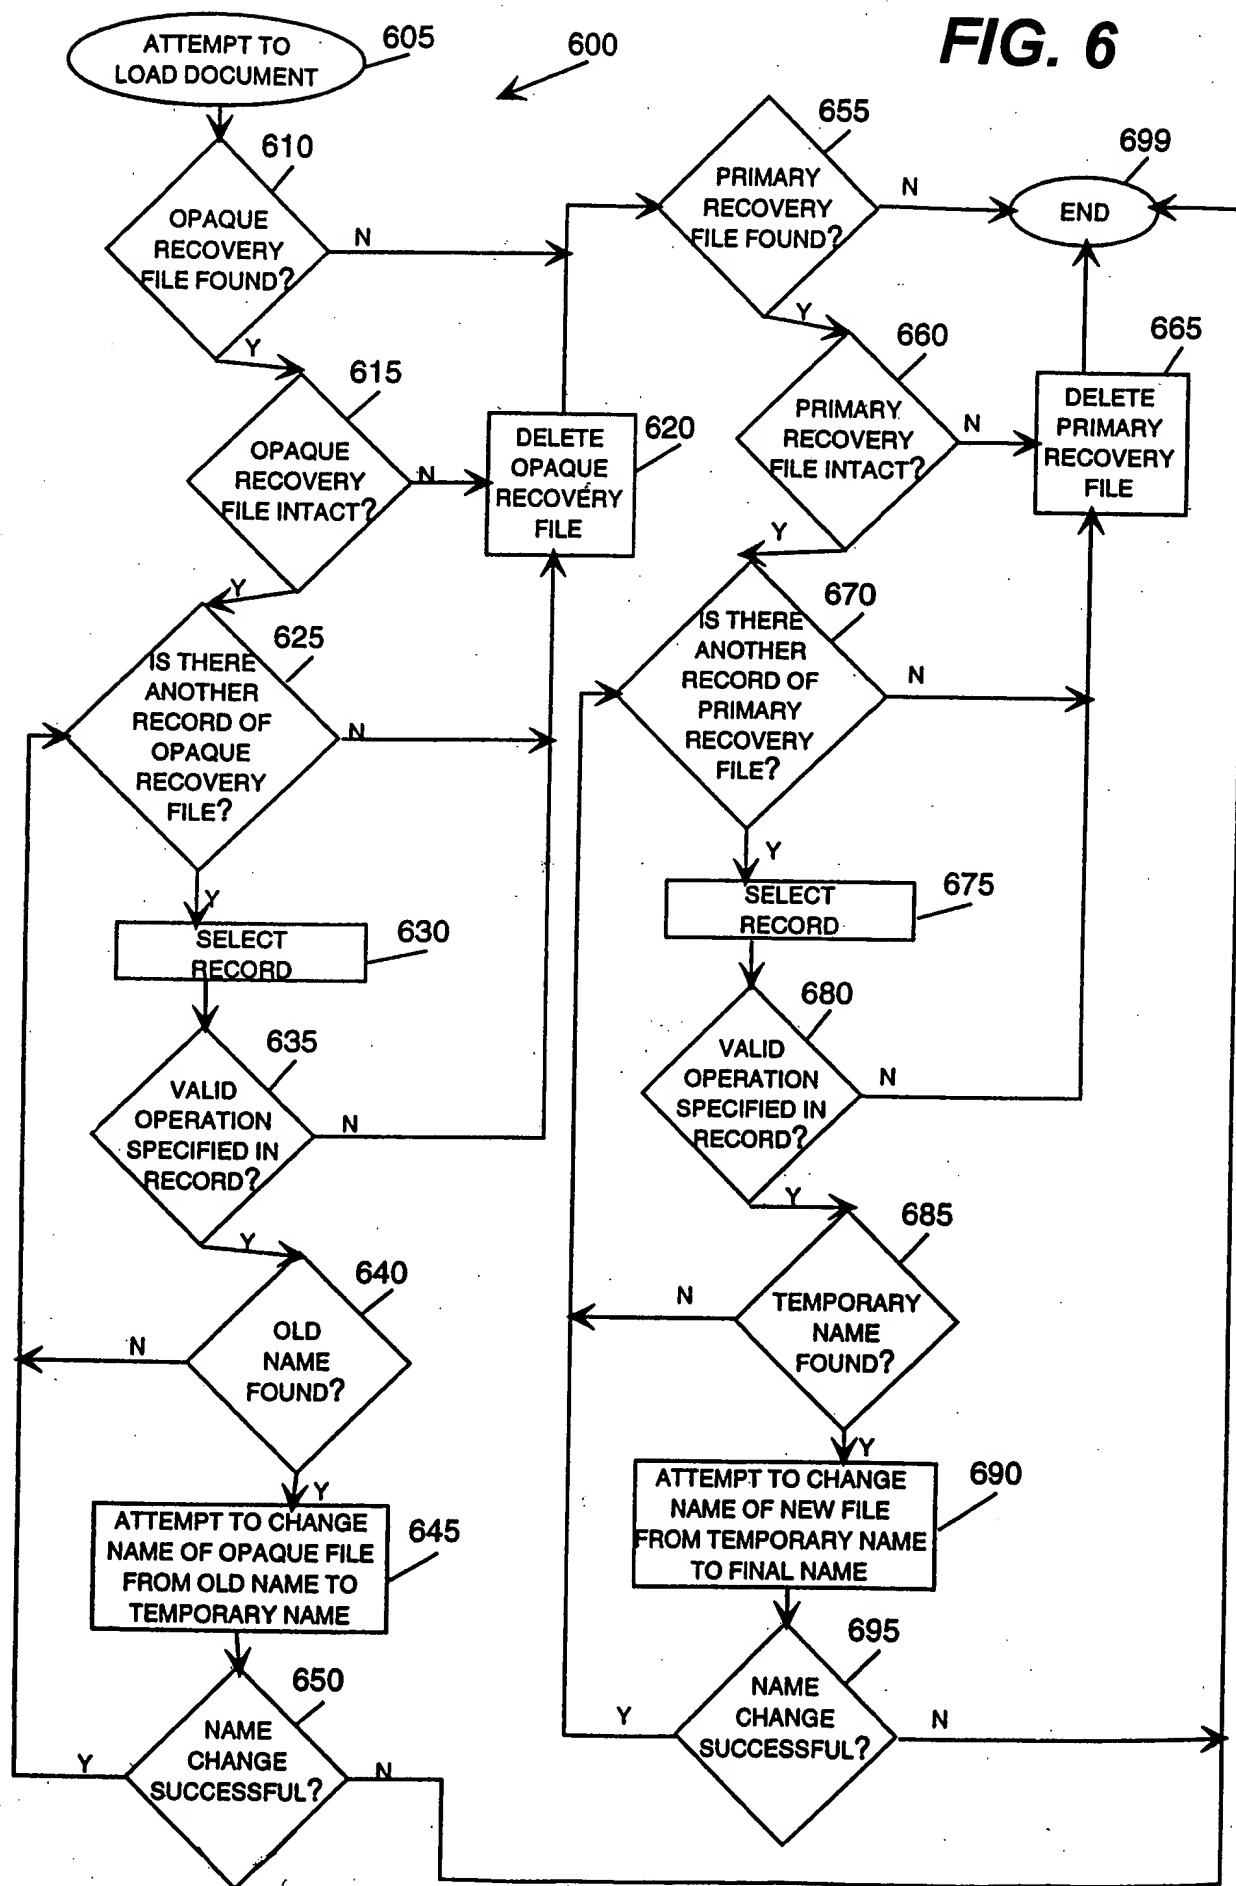 FIG. 6
600
ATTEMPT TO
LOAD DOCUMENT
605
610
OPAQUE
RECOVERY
FILE FOUND?
N
Y
615
OPAQUE
RECOVERY
FILE INTACT?
N
Y
DELETE
OPAQUE
RECOVERY
FILE
620
625
IS THERE
ANOTHER
RECORD OF
OPAQUE
RECOVERY
FILE?
N
Y
SELECT
RECORD
630
635
VALID
OPERATION
SPECIFIED IN
RECORD?
N
Y
640
OLD
NAME
FOUND?
N
Y
ATTEMPT TO CHANGE
NAME OF OPAQUE FILE
FROM OLD NAME TO
TEMPORARY NAME
645
650
NAME
CHANGE
SUCCESSFUL?
Y
N
655
PRIMARY
RECOVERY
FILE FOUND?
N
Y
699
END
660
PRIMARY
RECOVERY
FILE INTACT?
N
Y
665
DELETE
PRIMARY
RECOVERY
FILE
670
IS THERE
ANOTHER
RECORD OF
PRIMARY
RECOVERY
FILE?
N
Y
SELECT
RECORD
675
680
VALID
OPERATION
SPECIFIED IN
RECORD?
N
Y
685
TEMPORARY
NAME
FOUND?
N
Y
ATTEMPT TO CHANGE
NAME OF NEW FILE
FROM TEMPORARY NAME
TO FINAL NAME
690
695
NAME
CHANGE
SUCCESSFUL?
Y
N